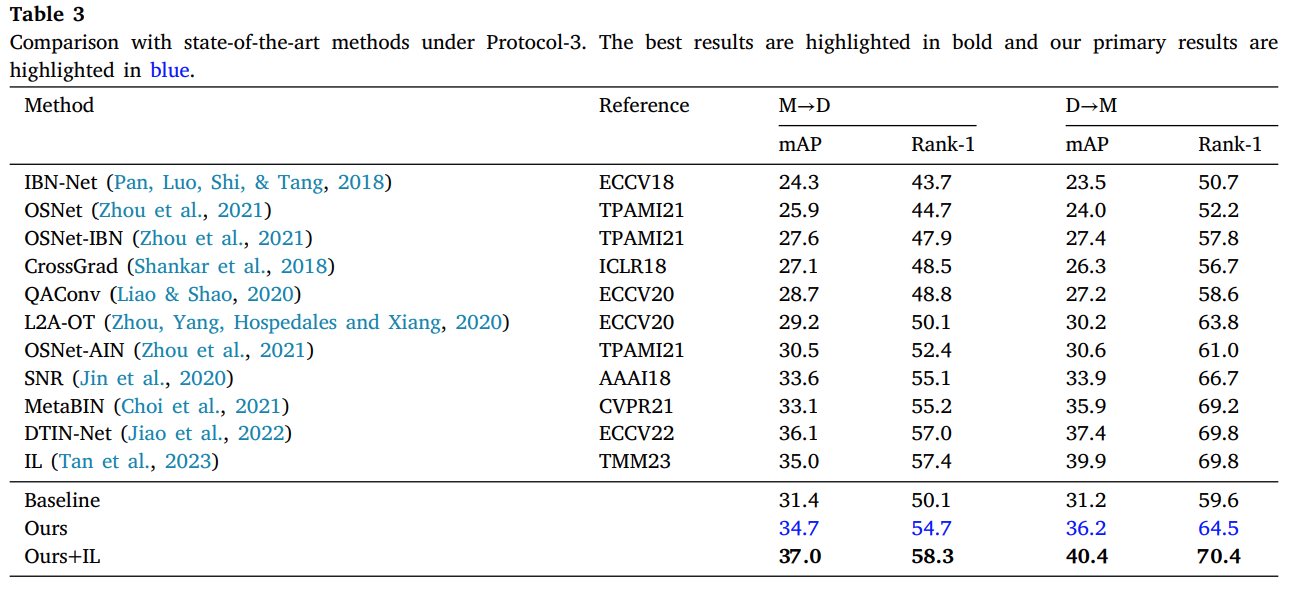 Table 3
Comparison with state-of-the-art methods under Protocol-3. The best results are highlighted in bold and our primary results are
highlighted in blue.
Method Reference M→D D→M
mAP Rank-1 mAP Rank-1
IBN-Net (Pan, Luo, Shi, & Tang, 2018) ECCV18 24.3 43.7 23.5 50.7
OSNet (Zhou et al., 2021) TPAMI21 25.9 44.7 24.0 52.2
OSNet-IBN (Zhou et al., 2021) TPAMI21 27.6 47.9 27.4 57.8
CrossGrad (Shankar et al., 2018) ICLR18 27.1 48.5 26.3 56.7
QAConv (Liao & Shao, 2020) ECCV20 28.7 48.8 27.2 58.6
L2A-OT (Zhou, Yang, Hospedales and Xiang, 2020) ECCV20 29.2 50.1 30.2 63.8
OSNet-AIN (Zhou et al., 2021) TPAMI21 30.5 52.4 30.6 61.0
SNR (Jin et al., 2020) AAAI18 33.6 55.1 33.9 66.7
MetaBIN (Choi et al., 2021) CVPR21 33.1 55.2 35.9 69.2
DTIN-Net (Jiao et al., 2022) ECCV22 36.1 57.0 37.4 69.8
IL (Tan et al., 2023) TMM23 35.0 57.4 39.9 69.8
Baseline 31.4 50.1 31.2 59.6
Ours 34.7 54.7 36.2 64.5
Ours+IL 37.0 58.3 40.4 70.4